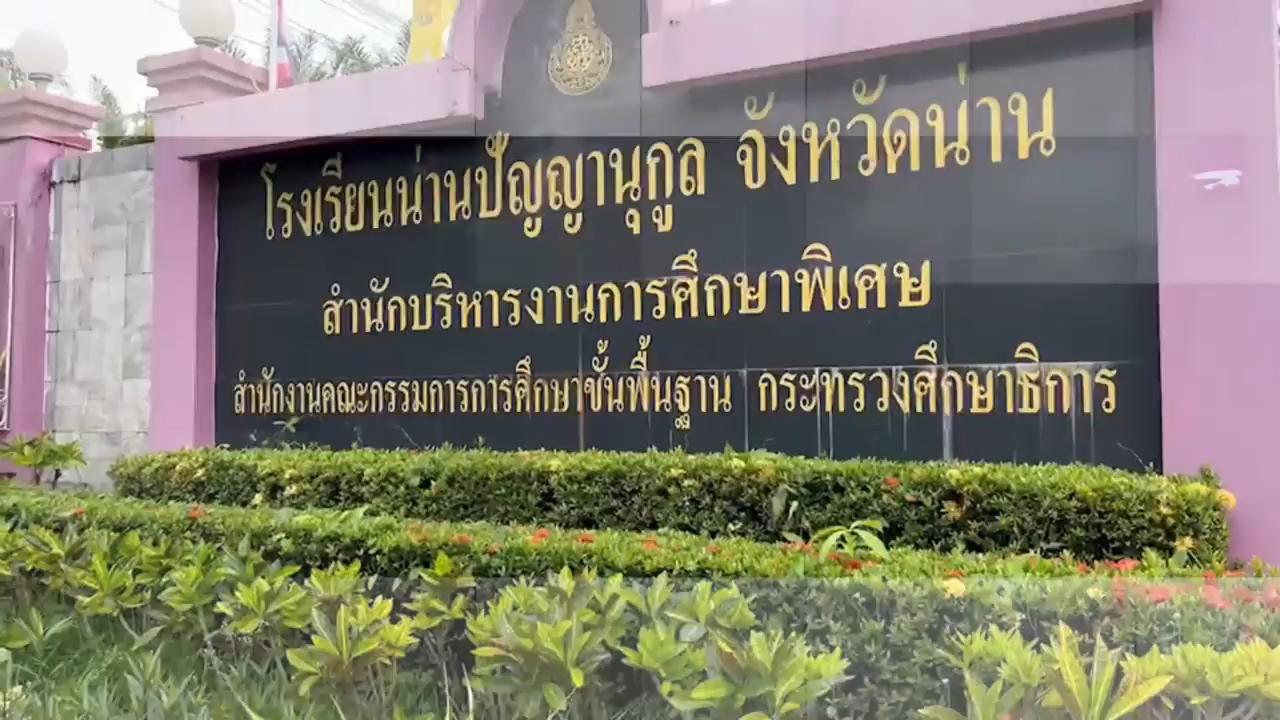 โรงเรียนน่านปัญญานุกูล จังหวัดน่าน
สำนักบริหารงานการศึกษาพิเศษ
สำนักงานคณะกรรมการการศึกษาขั้นพื้นฐาน กระทรวงศึกษาธิการ